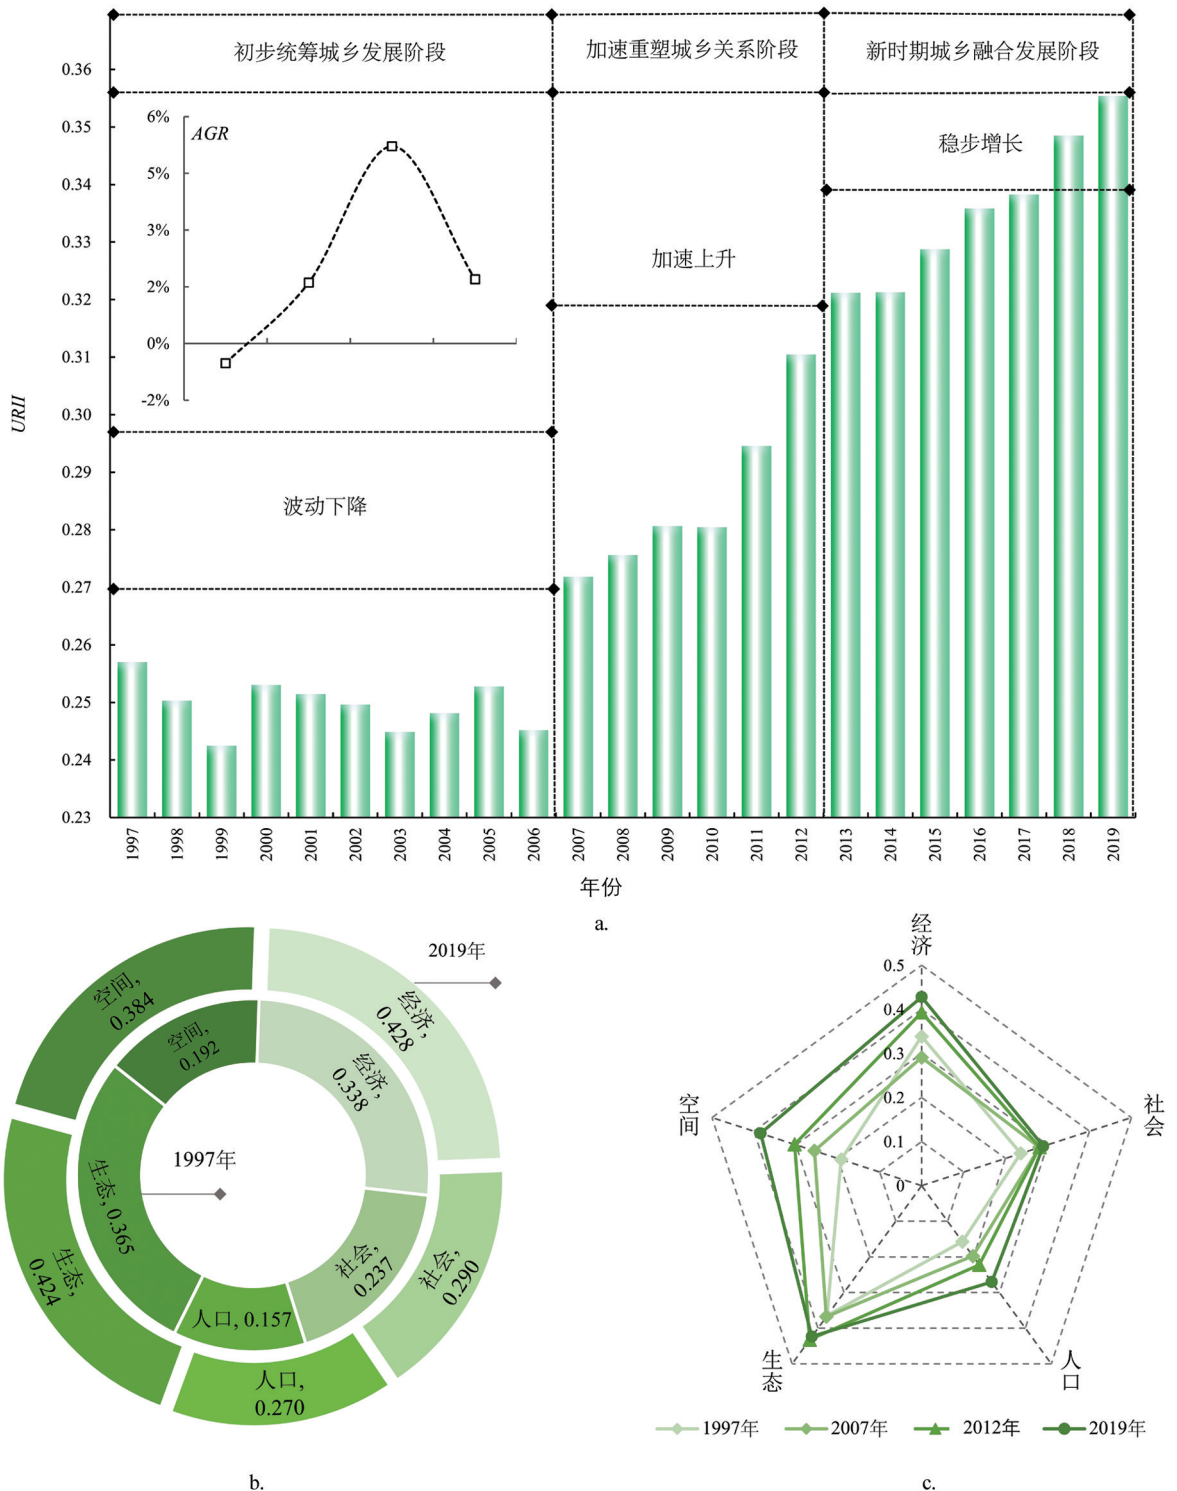 初步统筹城乡发展阶段
加速重塑城乡关系阶段
新时期城乡融合发展阶段
0.36
0.35
0.34
0.33
0.32
0.31
0.30
0.29
0.28
0.27
0.26
0.25
0.24
0.23
URII
6%
5%
3%
2%
0%
-2%
AGR
稳步增长
加速上升
波动下降
1997
1998
1999
2000
2001
2002
2003
2004
2005
2006
2007
2008
2009
2010
2011
2012
2013
2014
2015
2016
2017
2018
2019
年份
a.
2019年
空间,
0.384
经济,
0.428
空间,
0.192
经济,
0.338
1997年
生态, 0.365
生态,
0.424
社会,
0.237
社会,
0.290
人口, 0.157
人口,
0.270
b.
经济
0.5
0.4
0.3
0.2
0.1
0
空间
社会
生态
人口
1997年
2007年
2012年
2019年
c.